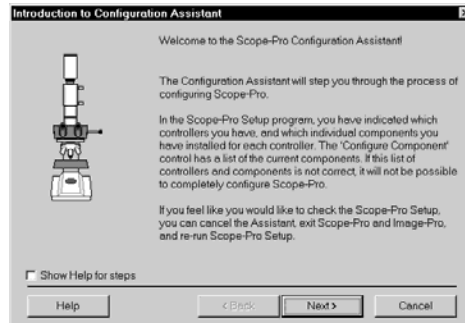 Introduction to Configuration Assistant
Welcome to the Scope-Pro Configuration Assistant!
The Configuration Assistant will step you through the process of
configuring Scope-Pro.
In the Scope-Pro Setup program, you have indicated which
controllers you have, and which individual components you
have installed for each controller. The 'Configure Component'
control has a list of the current components. If this list of
controllers and components is not correct, it will not be possible
to completely configure Scope-Pro.
If you feel like you would like to check the Scope-Pro Setup,
you can cancel the Assistant, exit Scope-Pro and Image-Pro,
and re-run Scope-Pro Setup.
Show Help for steps
Help
< Back
Next >
Cancel